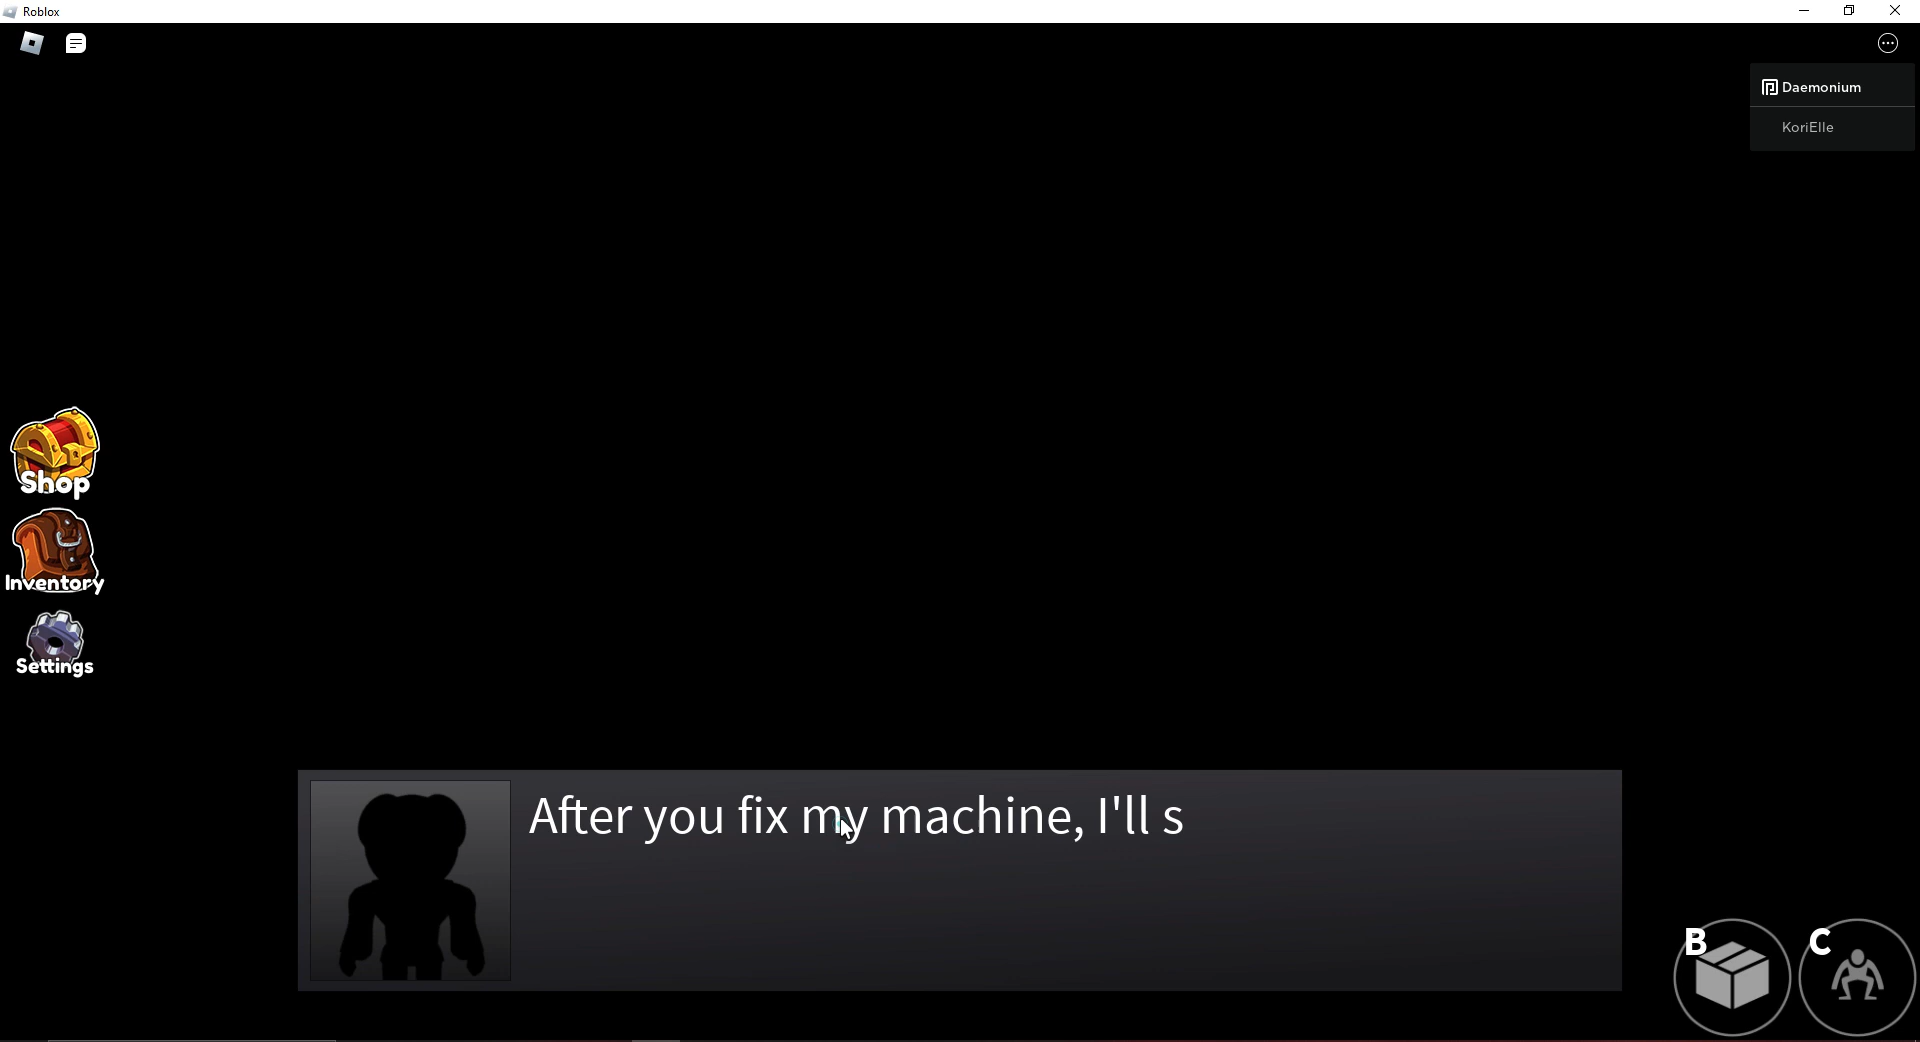 Roblox
Daemonium
KoriElle
Shop
Inventory
Settings
After you fix my machine, I'll s
B
C